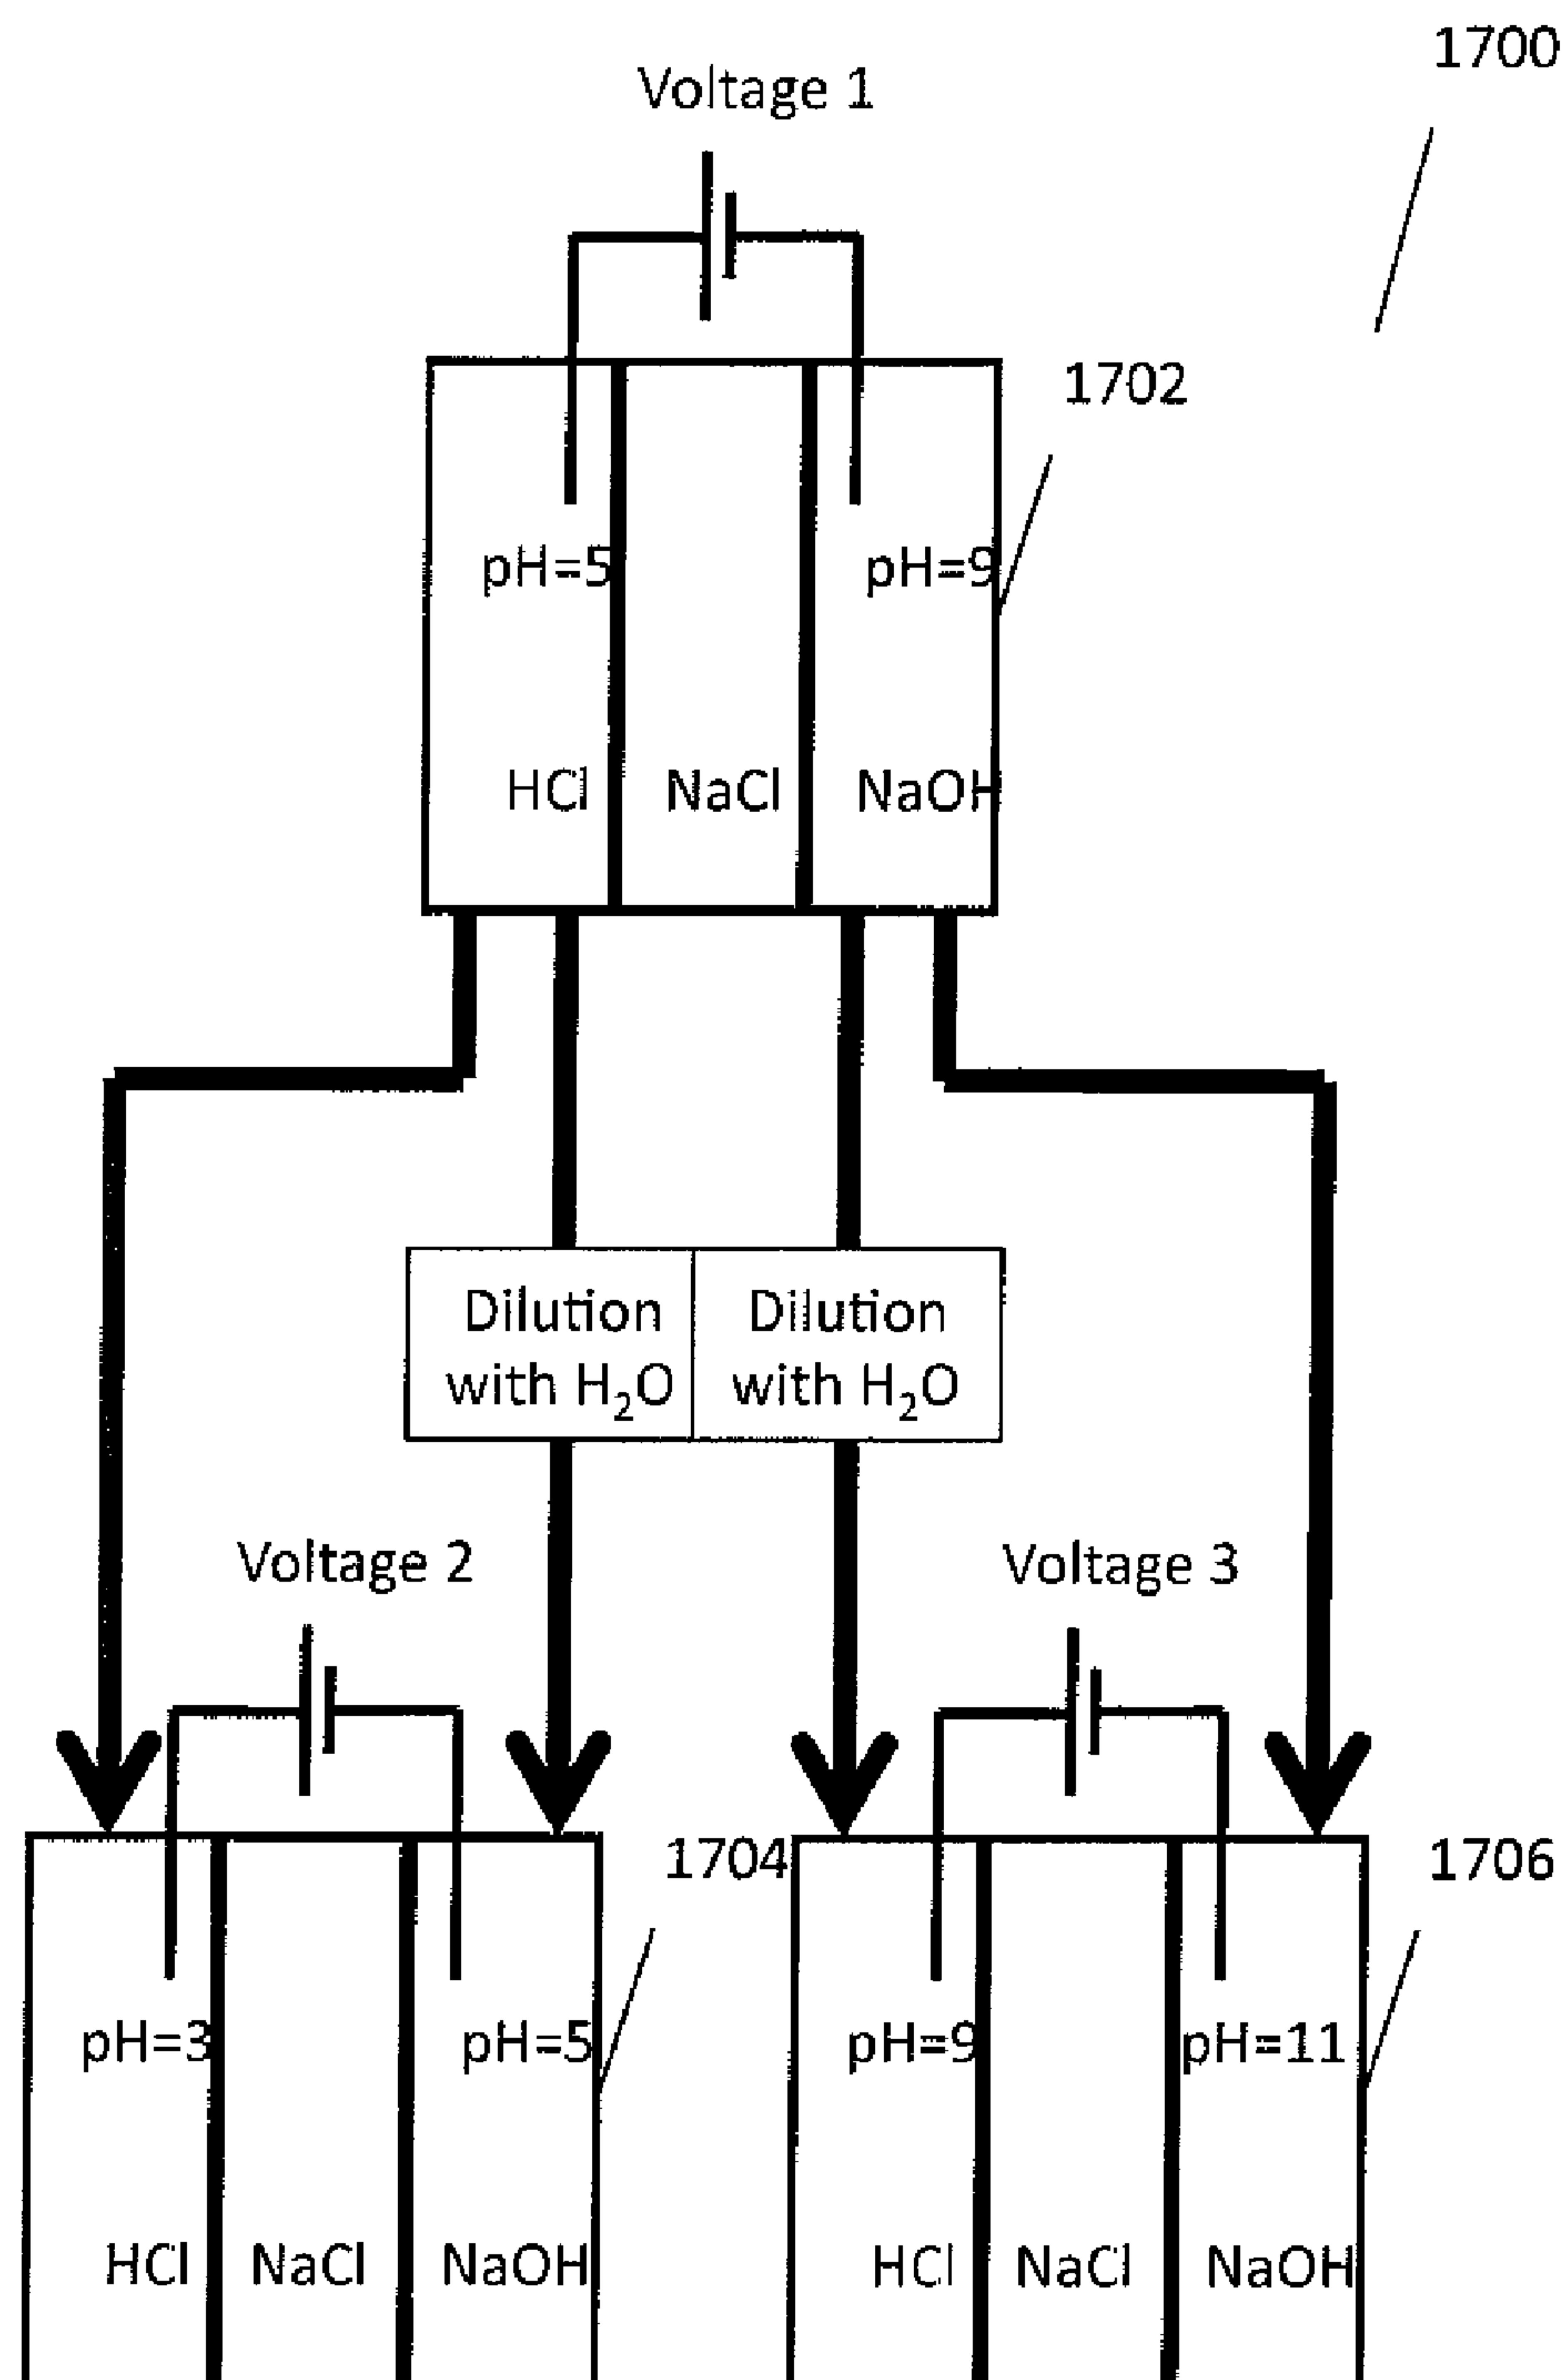 1700
Voltage 1
1702
pH=5 pH=9
HCl NaCl NaOH
Dilution Dilution
with H₂O with H₂O
Voltage 2 Voltage 3
1704 1706
pH=3 pH=5 pH=9 pH=11
HCl NaCl NaOH HCl NaCl NaOH